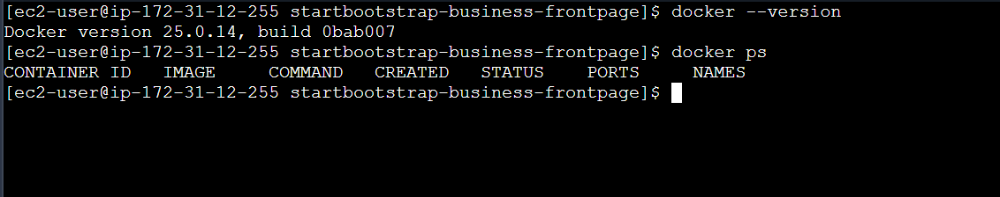 [ec2-user@ip-172-31-12-255 startbootstrap-business-frontpage]$ docker --version
Docker version 25.0.14, build 0bab007
[ec2-user@ip-172-31-12-255 startbootstrap-business-frontpage]$ docker ps
CONTAINER ID   IMAGE     COMMAND   CREATED   STATUS    PORTS     NAMES
[ec2-user@ip-172-31-12-255 startbootstrap-business-frontpage]$